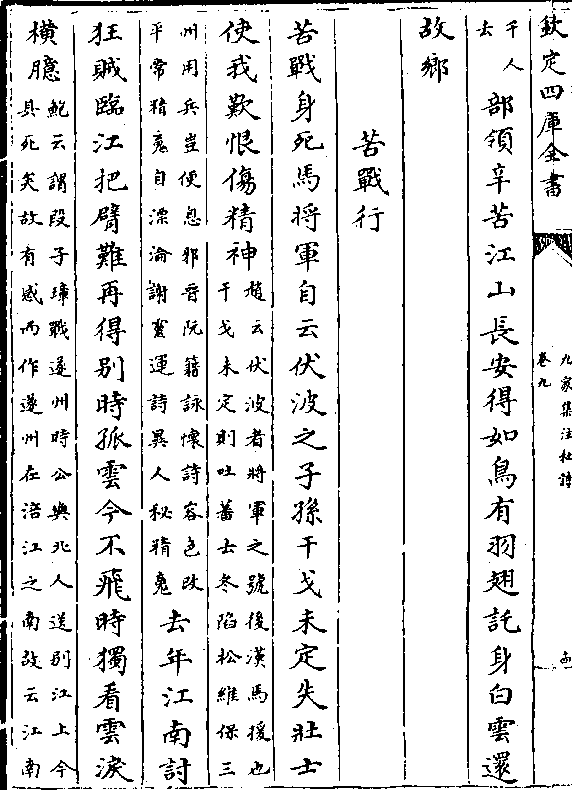 欽定四庫全書
九家集注杜詩
卷九
千人
去
部領辛苦江山長安得如鳥有羽翅託身白雲還
故鄉
苦戰行
苦戰身死馬將軍自云伏波之子孫干戈未定失壯士
使我歎恨傷精神
趙云伏波者將軍之號後漢馬援也
干戈未定則吐蕃士冬陷松維保三
州用兵豈便息邪晉阮籍詠懷詩容色改
平常精䰟自漂淪謝靈運詩異人秘精䰟
去年江南討
狂賊臨江把臂難再得别時孤雲今不飛時獨看雲淚
橫臆
鮑云謂段子璋戰遂州時公與此人送别江上今
其死矣故有感而作遂州在涪江之南故云江南